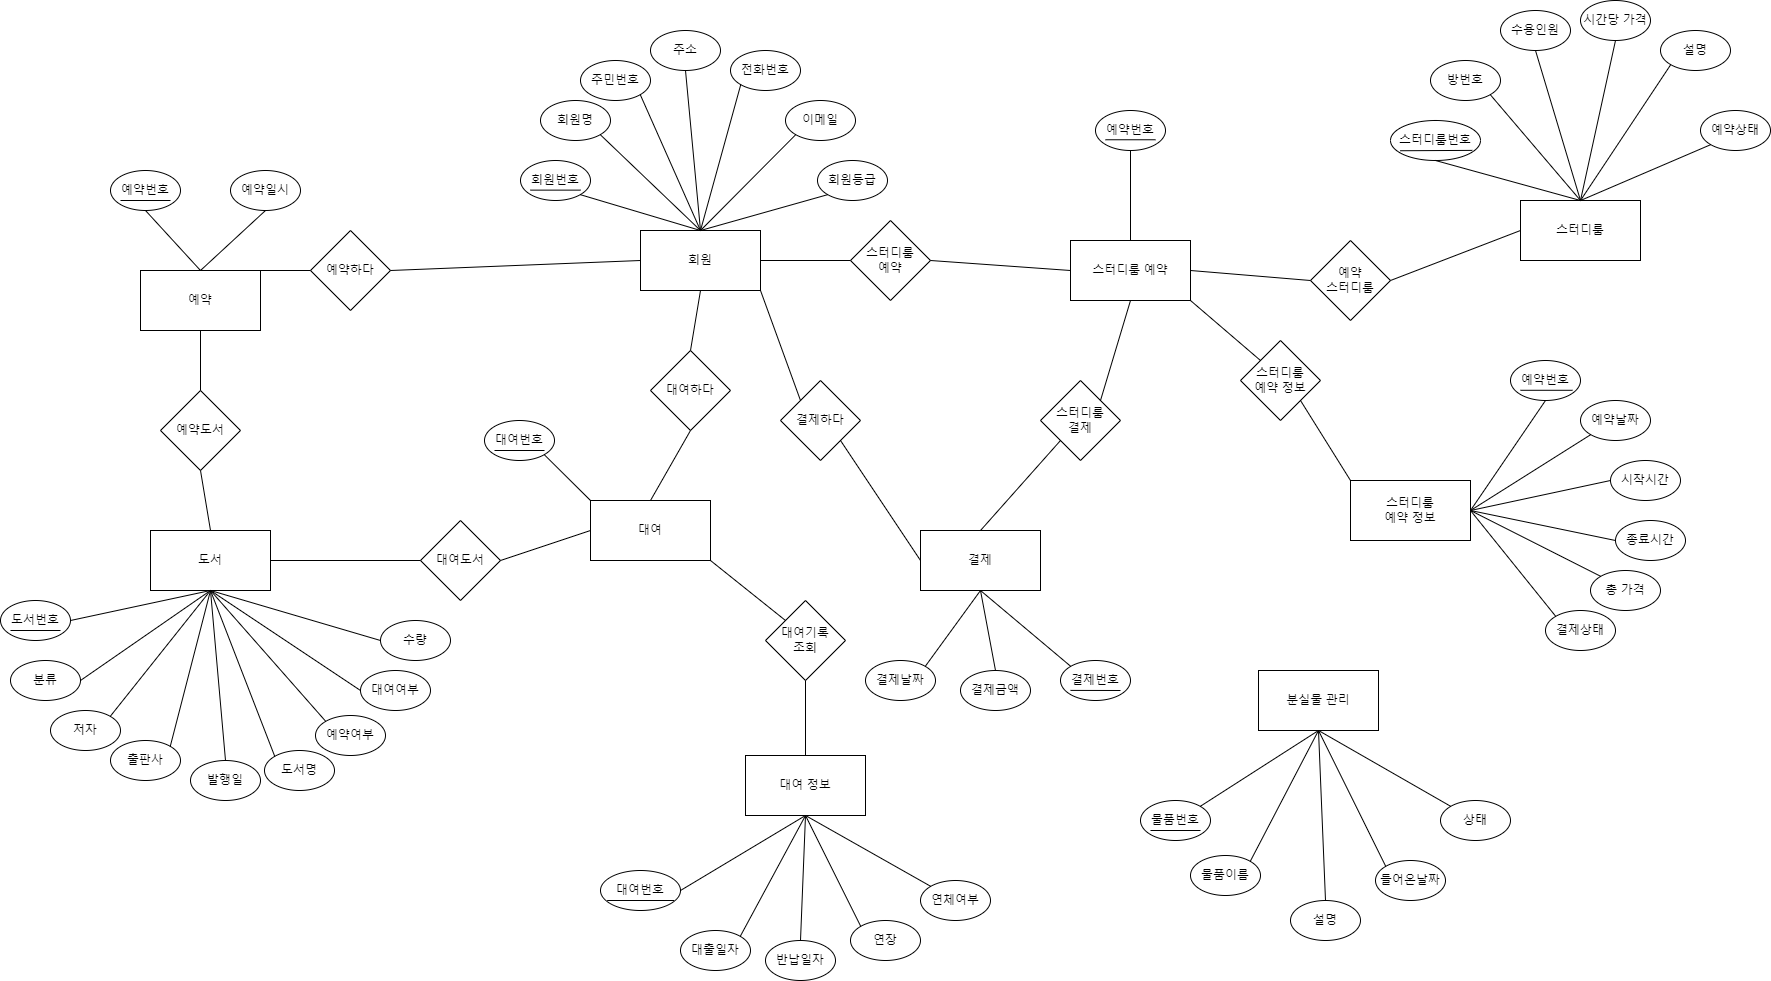 시간당 가격
수용인원
주소
설명
전화번호
주민번호
방번호
회원명
이메일
예약번호
예약상태
스터디룸번호
회원번호
회원등급
예약번호
예약일시
스터디룸
스터디룸
예약
회원
예약하다
스터디룸 예약
예약
스터디룸
예약
스터디룸
예약 정보
예약번호
대여하다
결제하다
스터디룸
결제
예약날짜
예약도서
대여번호
시작시간
스터디룸
예약 정보
대여
종료시간
도서
대여도서
결제
총 가격
도서번호
수량
대여기록
조회
결제상태
분류
대여여부
결제날짜
결제금액
결제번호
분실물 관리
저자
예약여부
출판사
도서명
발행일
대여 정보
물품번호
상태
물품이름
들어온날짜
대여번호
연체여부
설명
대출일자
연장
반납일자